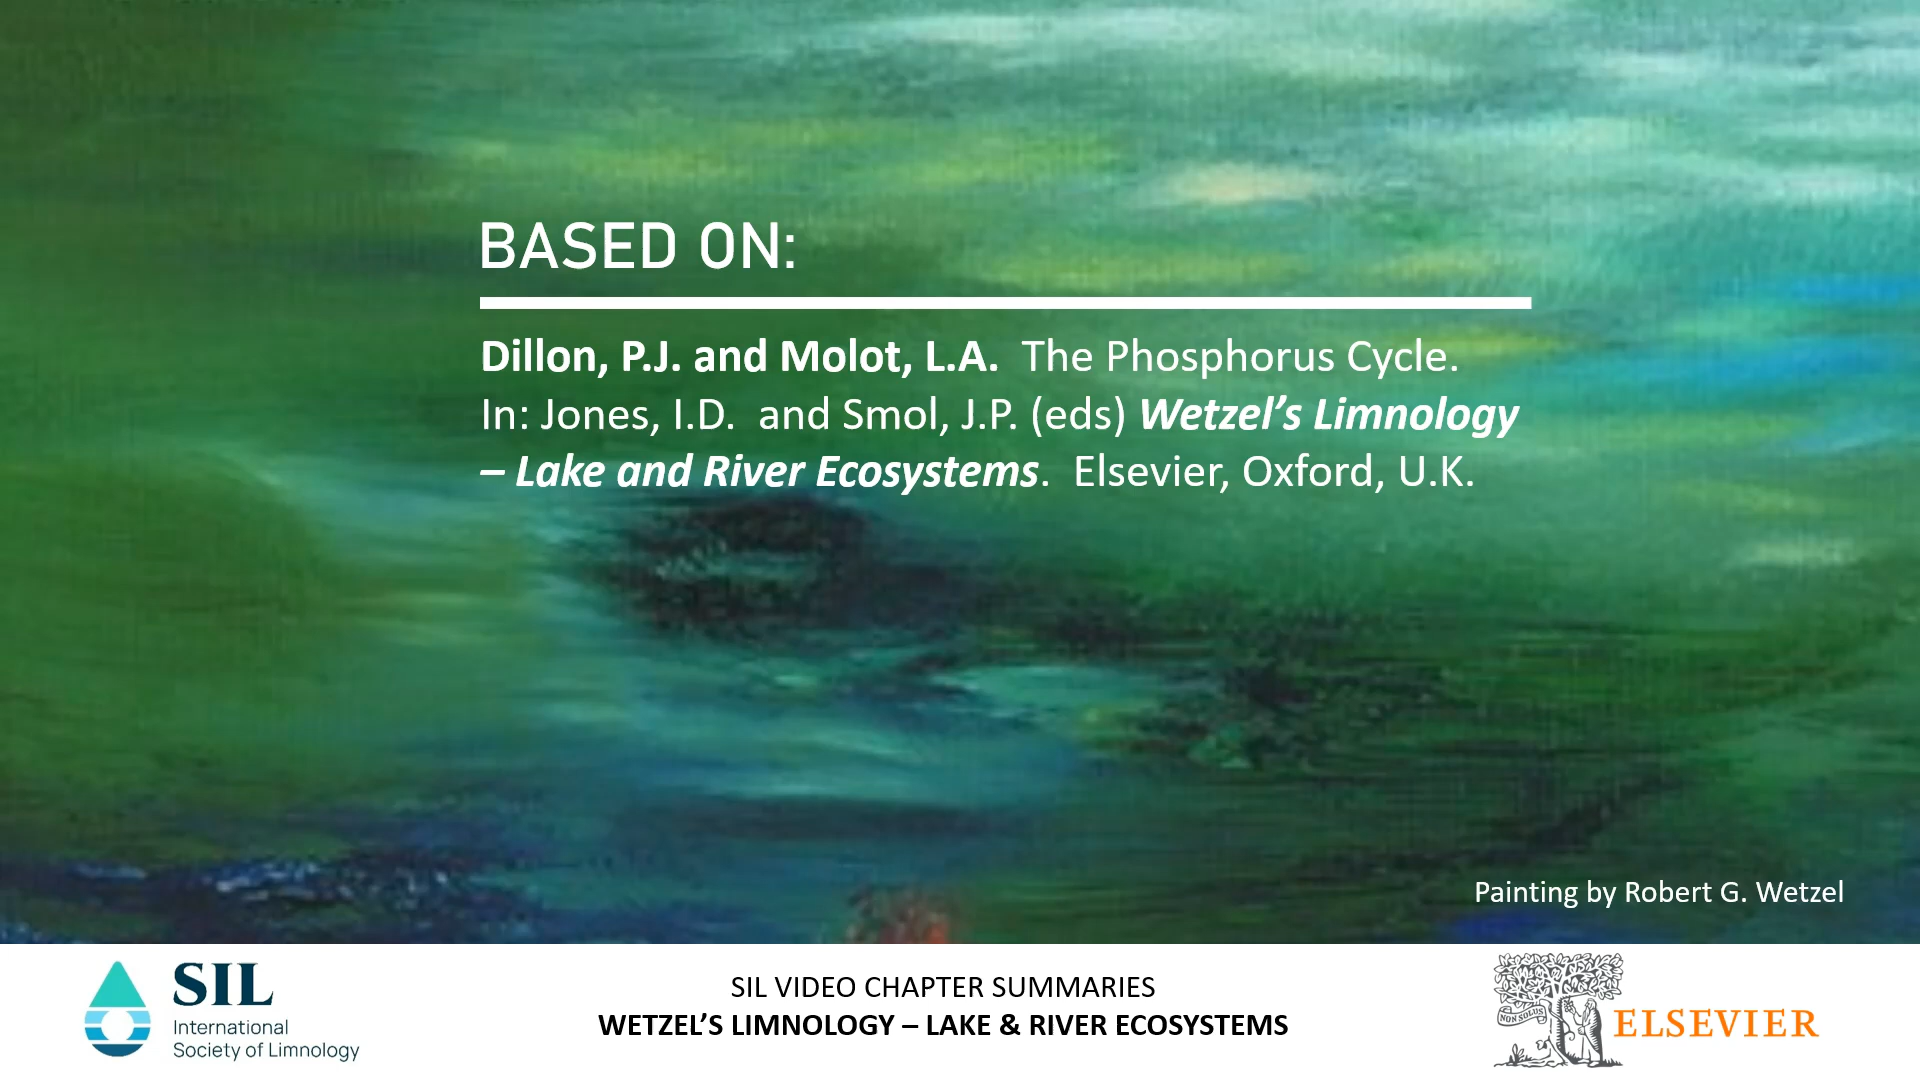 BASED ON:
Dillon, P.J. and Molot, L.A. The Phosphorus Cycle.
In: Jones, I.D. and Smol, J.P. (eds) Wetzel’s Limnology
– Lake and River Ecosystems. Elsevier, Oxford, U.K.
Painting by Robert G. Wetzel
SIL
International
Society of Limnology
SIL VIDEO CHAPTER SUMMARIES
WETZEL’S LIMNOLOGY – LAKE & RIVER ECOSYSTEMS
NON SOLUS
ELSEVIER